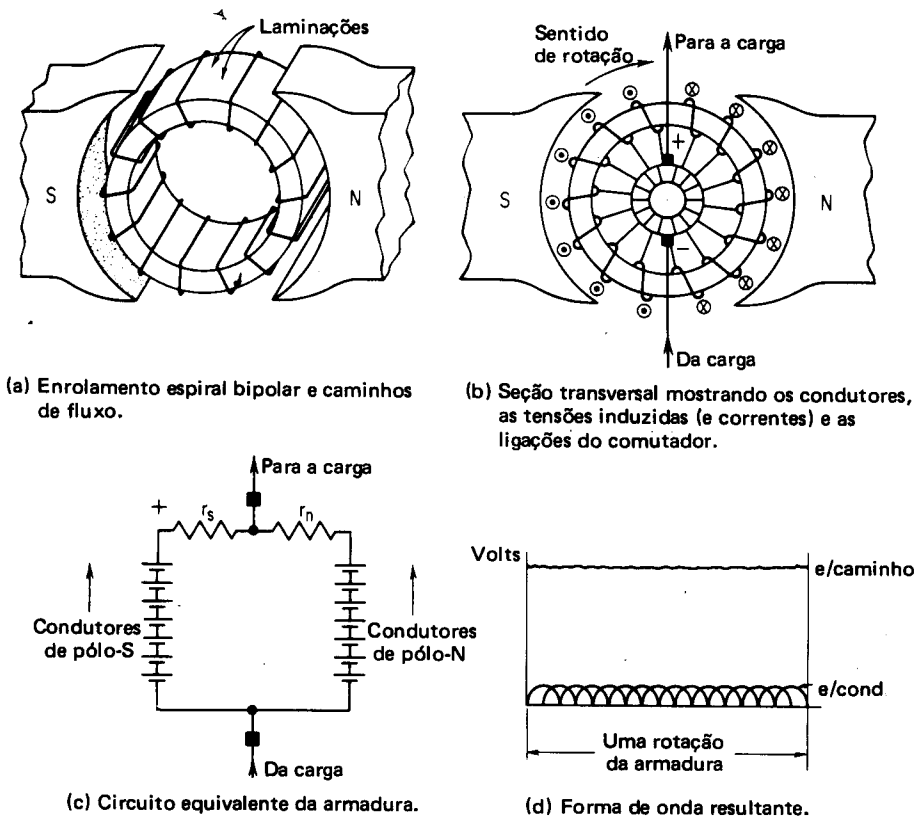 Laminações
S
N
(a) Enrolamento espiral bipolar e caminhos
de fluxo.
Sentido
de rotação
Para a carga
+
S
N
−
Da carga
(b) Seção transversal mostrando os condutores,
as tensões induzidas (e correntes) e as
ligações do comutador.
Para a carga
+
rs
rn
Condutores
de pólo-S
Condutores
de pólo-N
Da carga
(c) Circuito equivalente da armadura.
Volts
e/caminho
e/cond
Uma rotação
da armadura
(d) Forma de onda resultante.